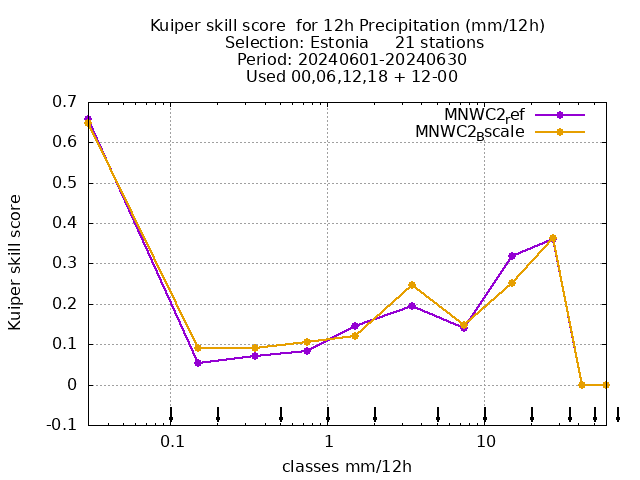 Kuiper skill score  for 12h Precipitation (mm/12h)
Selection: Estonia     21 stations
Period: 20240601-20240630
Used 00,06,12,18 + 12-00
MNWC2_ref
MNWC2_Bscale
0.7
0.6
0.5
0.4
0.3
0.2
0.1
0
-0.1
Kuiper skill score
0.1
1
10
classes mm/12h